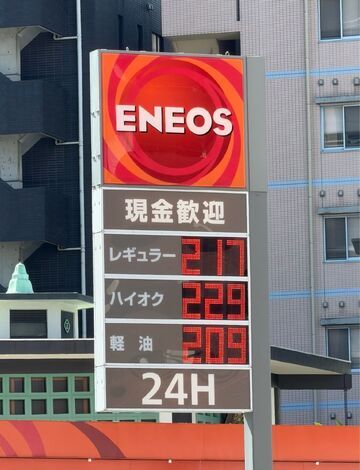 ENEOS
現金歓迎
レギュラー 217
ハイオク 229
軽油 209
24H